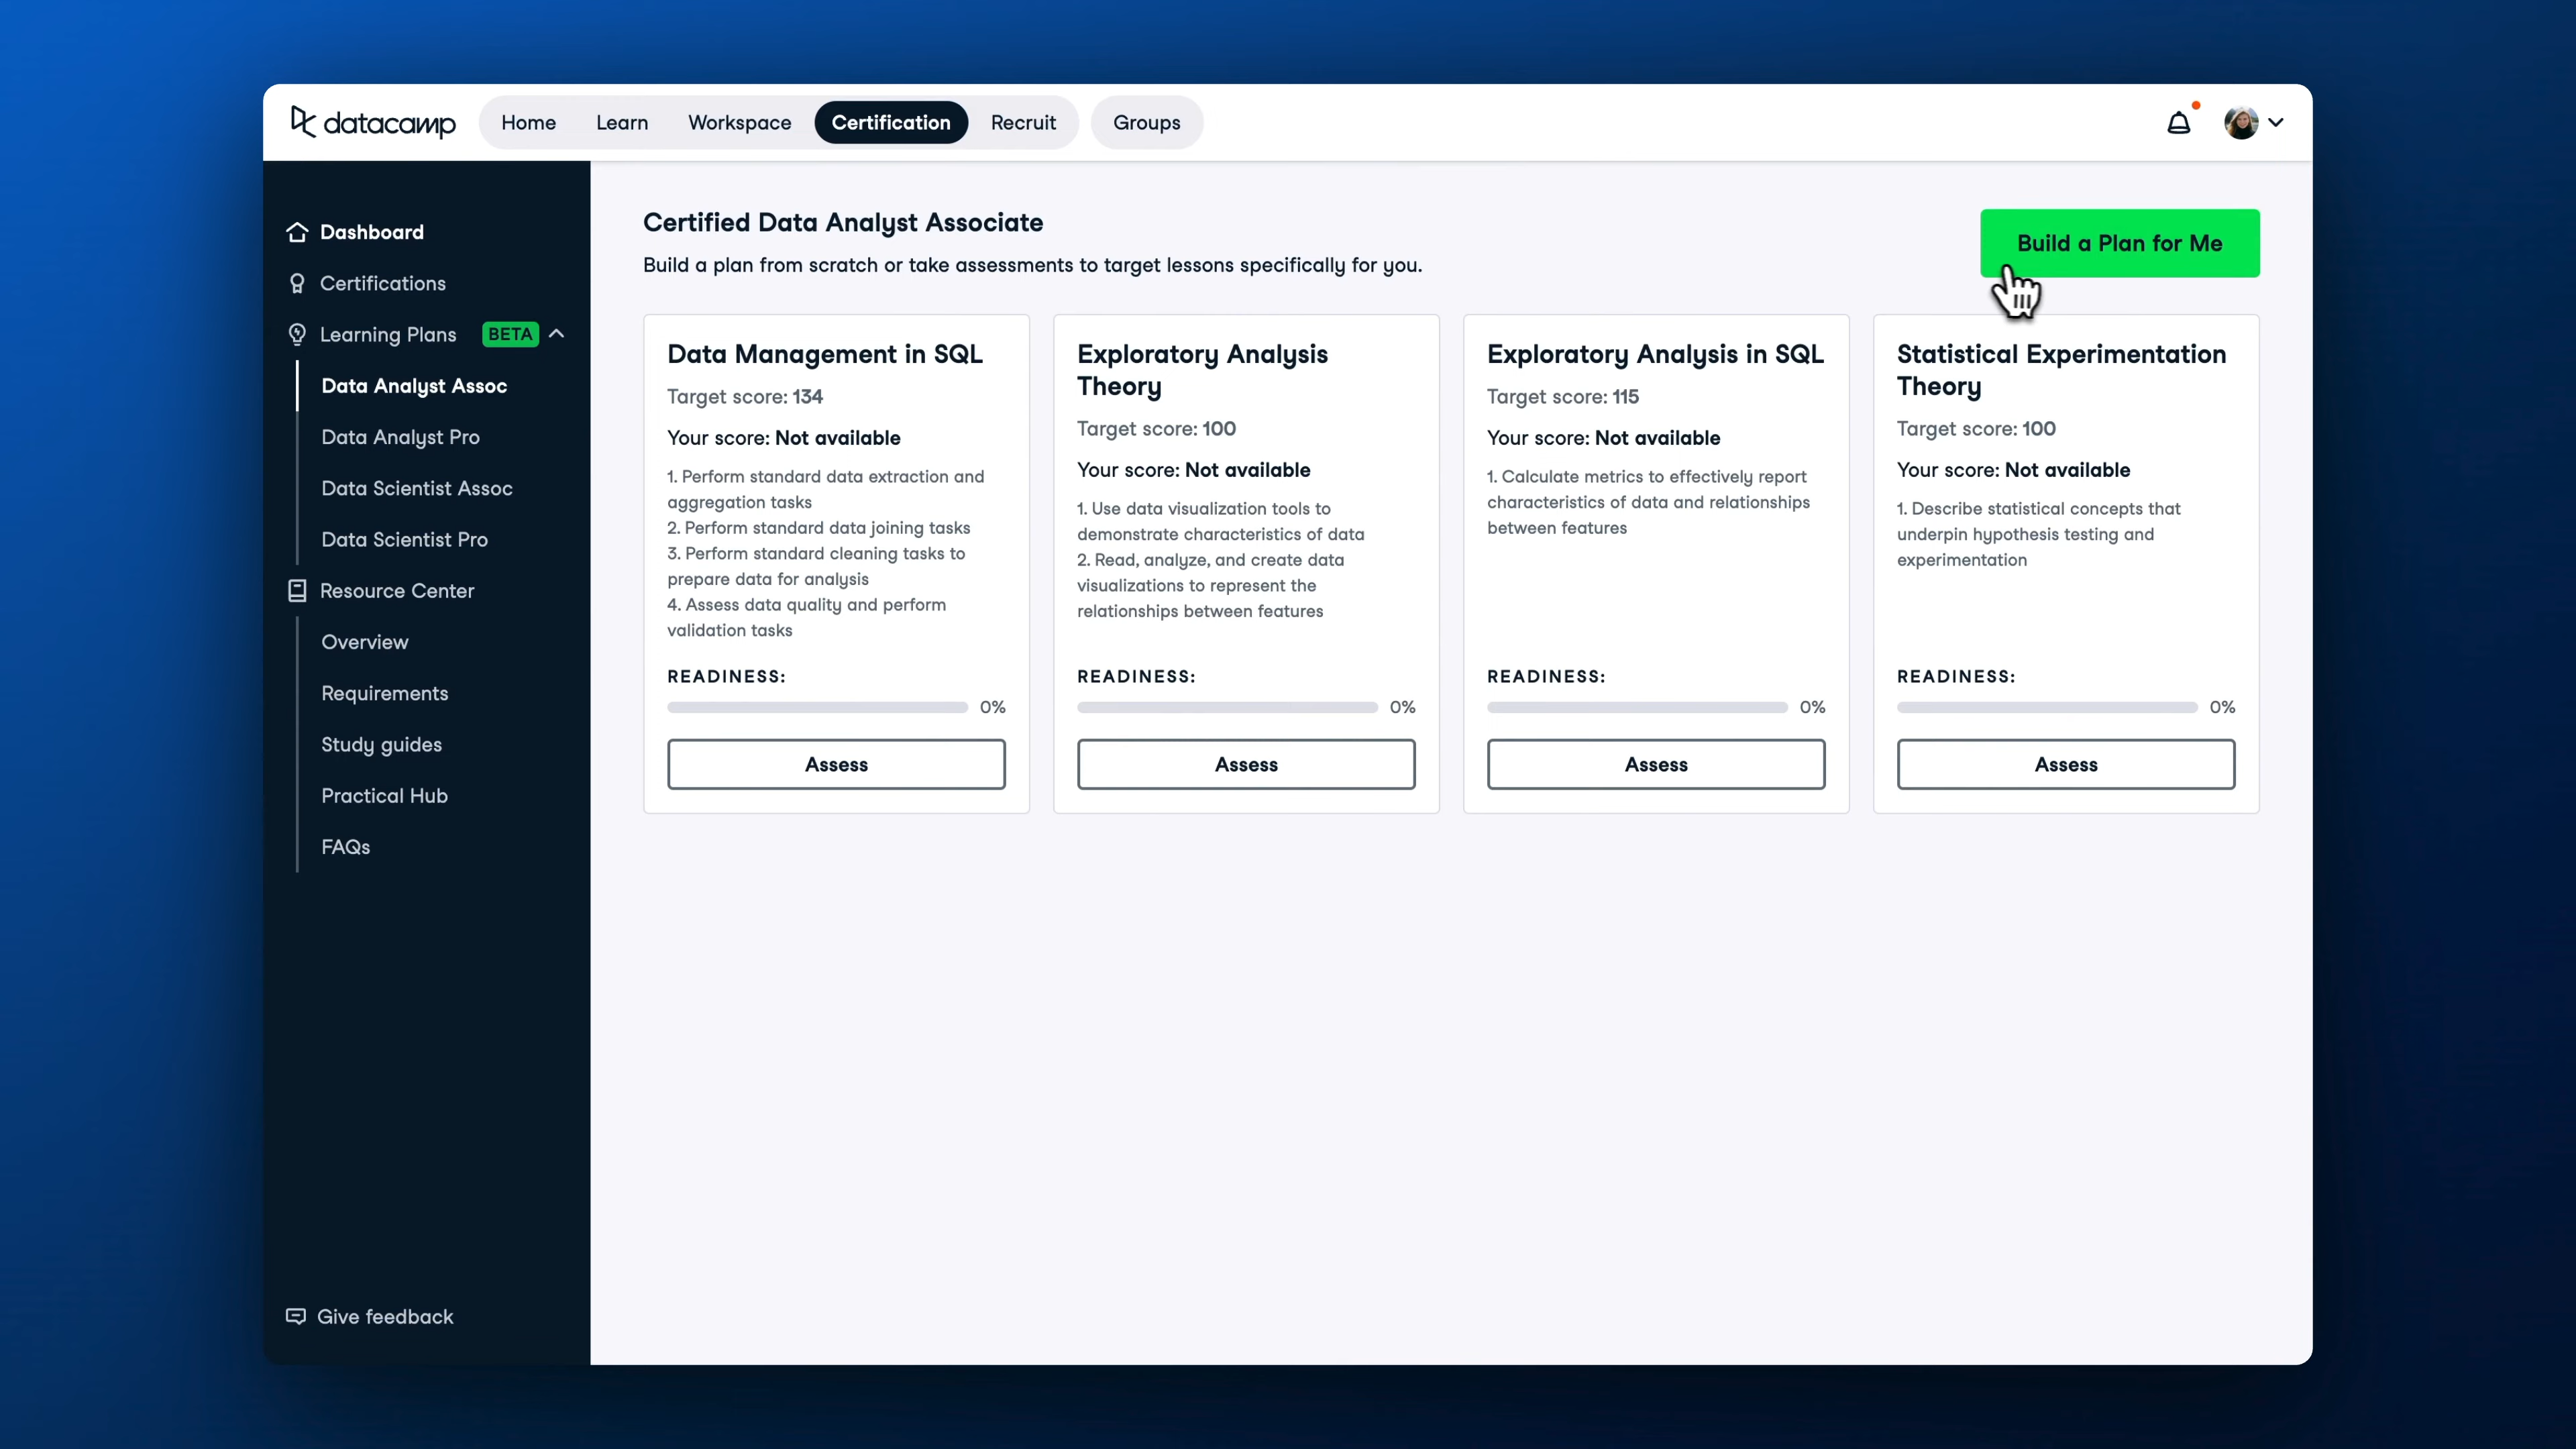 datacamp
Home
Learn
Workspace
Certification
Recruit
Groups
Dashboard
Certifications
Learning Plans BETA
Data Analyst Assoc
Data Analyst Pro
Data Scientist Assoc
Data Scientist Pro
Resource Center
Overview
Requirements
Study guides
Practical Hub
FAQs
Give feedback
Certified Data Analyst Associate
Build a plan from scratch or take assessments to target lessons specifically for you.
Build a Plan for Me
Data Management in SQL
Target score: 134
Your score: Not available
1. Perform standard data extraction and
aggregation tasks
2. Perform standard data joining tasks
3. Perform standard cleaning tasks to
prepare data for analysis
4. Assess data quality and perform
validation tasks
READINESS:
0%
Assess
Exploratory Analysis
Theory
Target score: 100
Your score: Not available
1. Use data visualization tools to
demonstrate characteristics of data
2. Read, analyze, and create data
visualizations to represent the
relationships between features
READINESS:
0%
Assess
Exploratory Analysis in SQL
Target score: 115
Your score: Not available
1. Calculate metrics to effectively report
characteristics of data and relationships
between features
READINESS:
0%
Assess
Statistical Experimentation
Theory
Target score: 100
Your score: Not available
1. Describe statistical concepts that
underpin hypothesis testing and
experimentation
READINESS:
0%
Assess